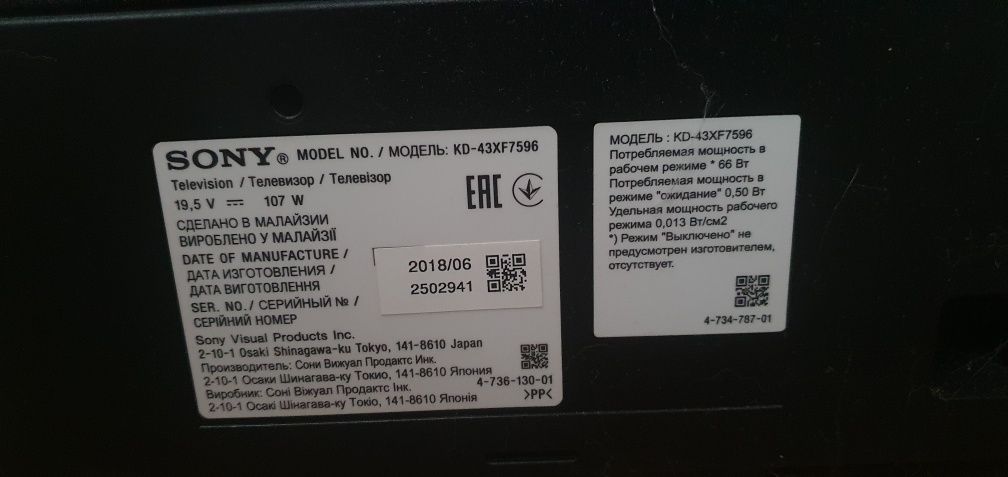 SONY® MODEL NO. / МОДЕЛЬ: KD-43XF7596
Television / Телевизор / Телевізор
19,5 V ⎓ 107 W
EAC
СДЕЛАНО В МАЛАЙЗИИ
ВИРОБЛЕНО У МАЛАЙЗІЇ
DATE OF MANUFACTURE /
ДАТА ИЗГОТОВЛЕНИЯ /
ДАТА ВИГОТОВЛЕННЯ
2018/06
2502941
SER. NO./ СЕРИЙНЫЙ № /
СЕРІЙНИЙ НОМЕР
Sony Visual Products Inc.
2-10-1 Osaki Shinagawa-ku Tokyo, 141-8610 Japan
Производитель: Сони Вижуал Продактс Инк.
2-10-1 Осаки Шинагава-ку Токио, 141-8610 Япония
Виробник: Соні Віжуал Продактс Інк.
2-10-1 Осакі Шінагава-ку Токіо, 141-8610 Японія
4-736-130-01
>PP<
МОДЕЛЬ : KD-43XF7596
Потребляемая мощность в
рабочем режиме * 66 Вт
Потребляемая мощность в
режиме "ожидание" 0,50 Вт
Удельная мощность рабочего
режима 0,013 Вт/см2
*) Режим "Выключено" не
предусмотрен изготовителем,
отсутствует.
4-734-787-01